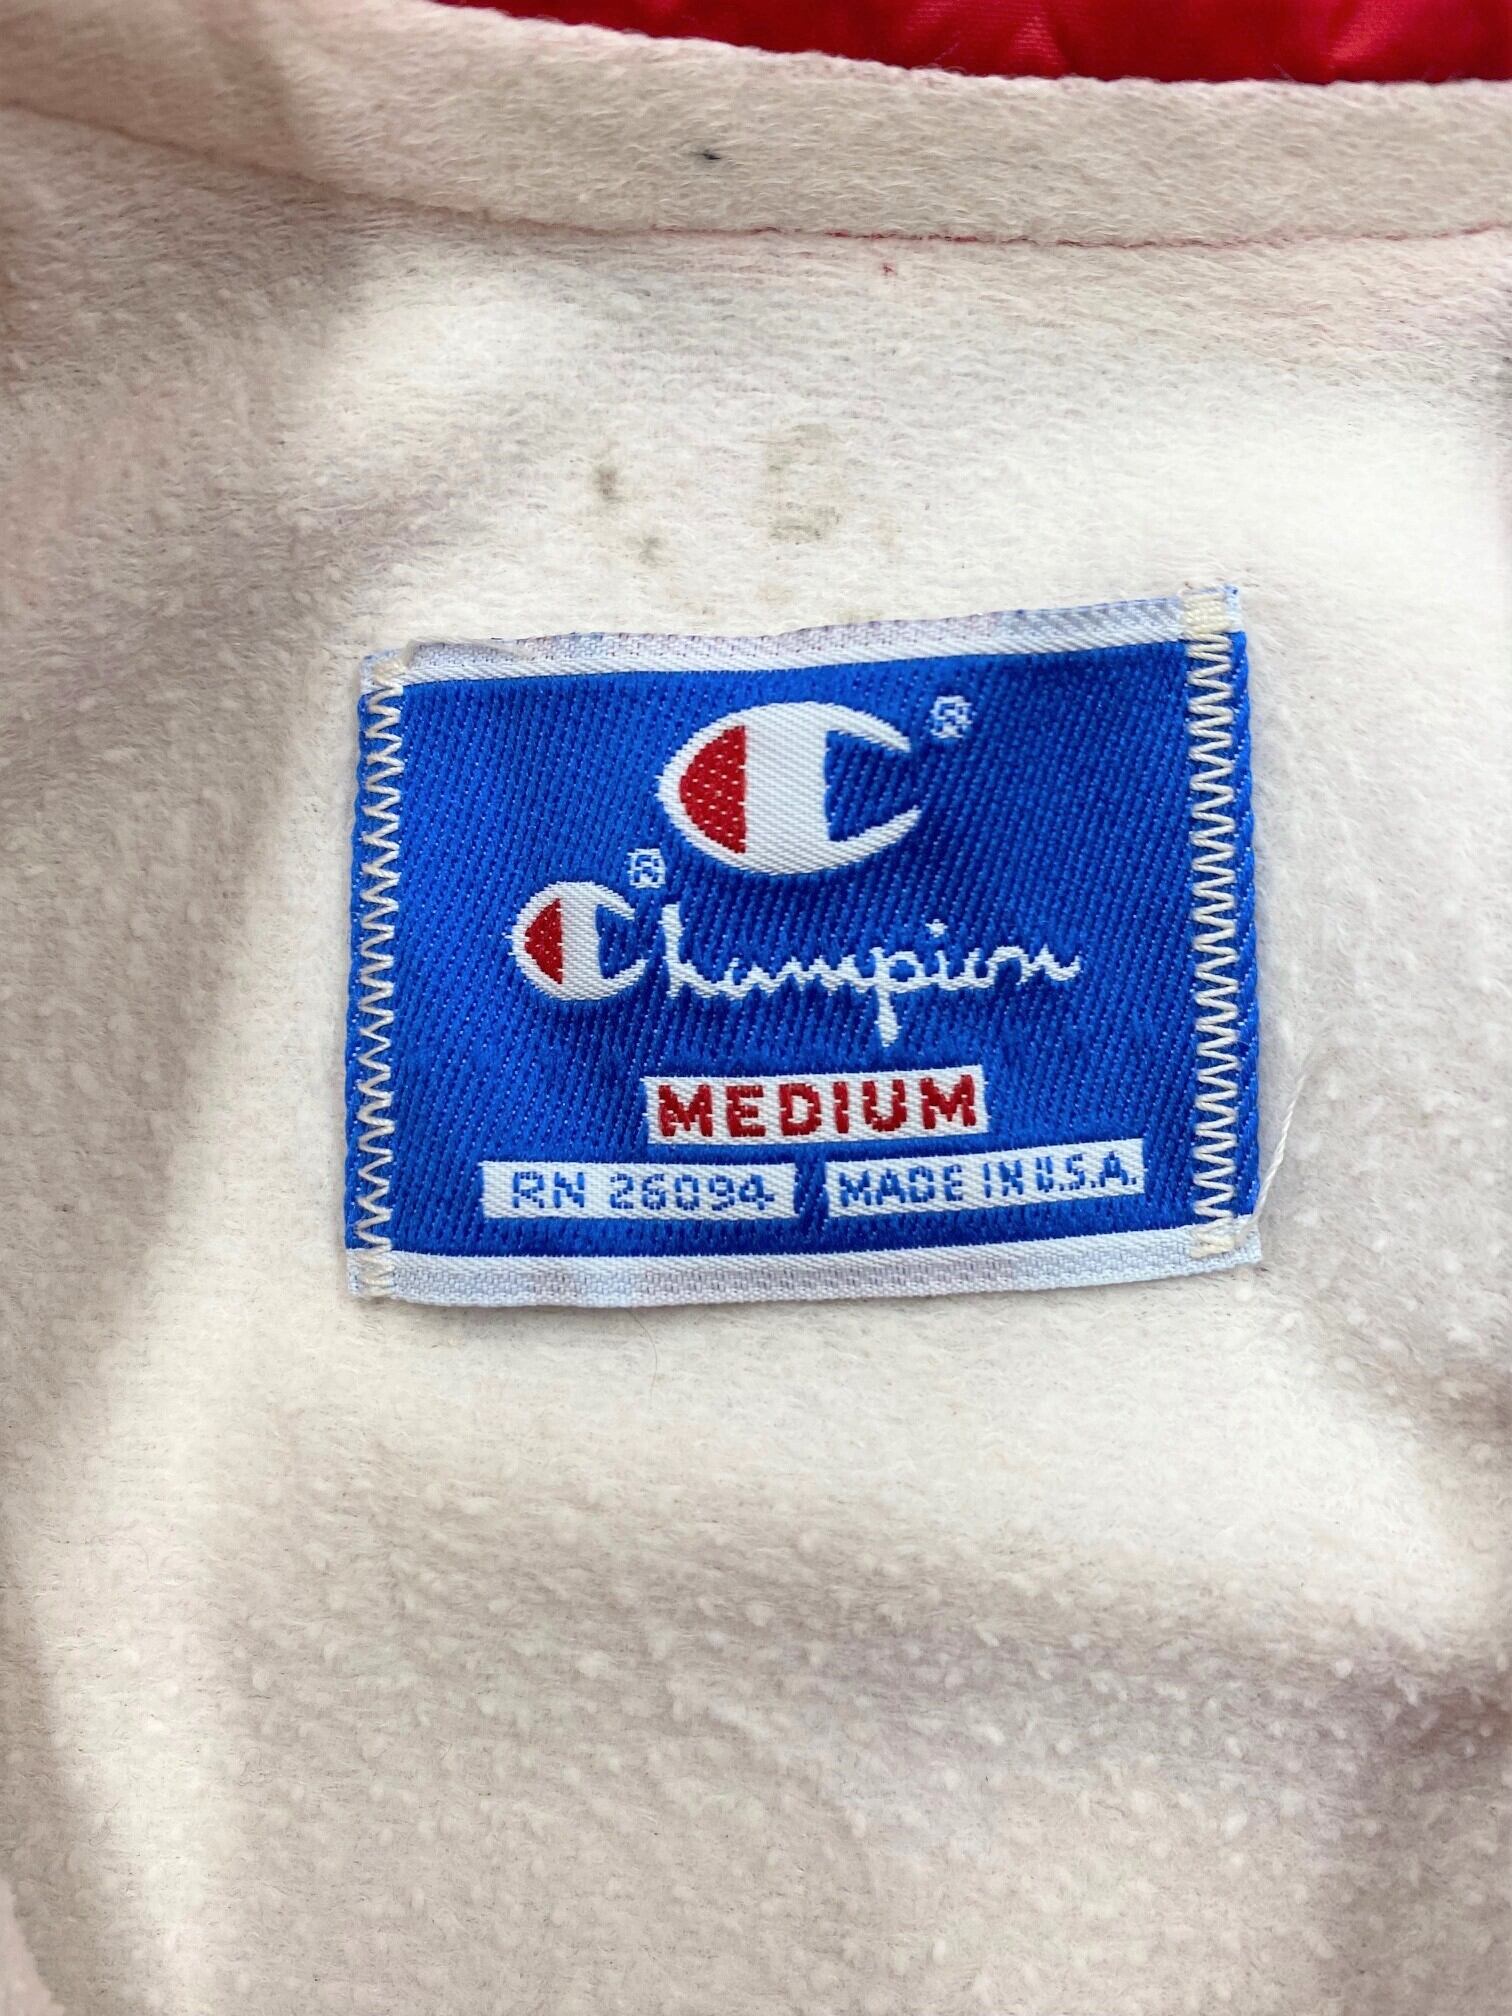 C®
Champion®
MEDIUM
RN 26094 / MADE IN U.S.A.